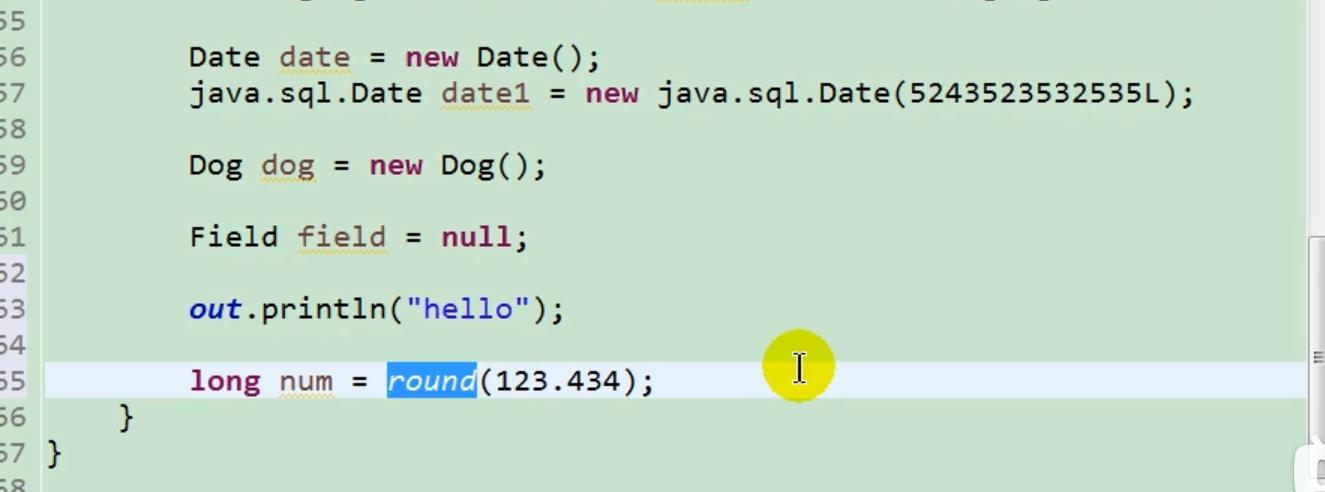 55
56 Date date = new Date();
57 java.sql.Date date1 = new java.sql.Date(5243523532535L);
58
59 Dog dog = new Dog();
60
61 Field field = null;
62
63 out.println("hello");
64
65 long num = round(123.434);
66 }
67 }
68